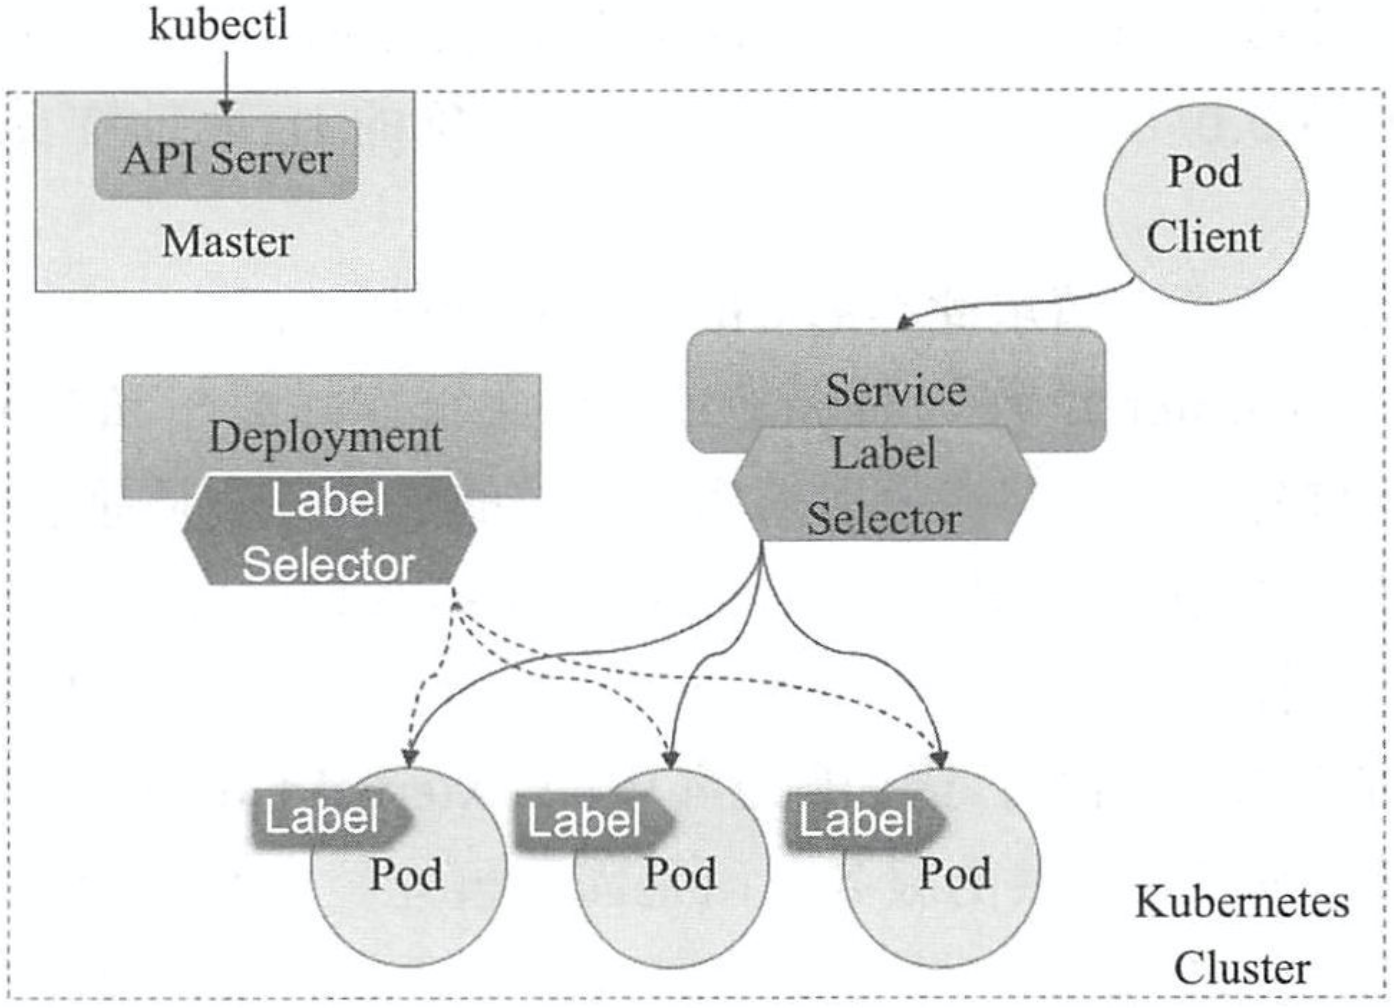 kubectl
API Server
Master
Pod
Client
Service
Label
Selector
Deployment
Label
Selector
Label
Pod
Label
Pod
Label
Pod
Kubernetes
Cluster